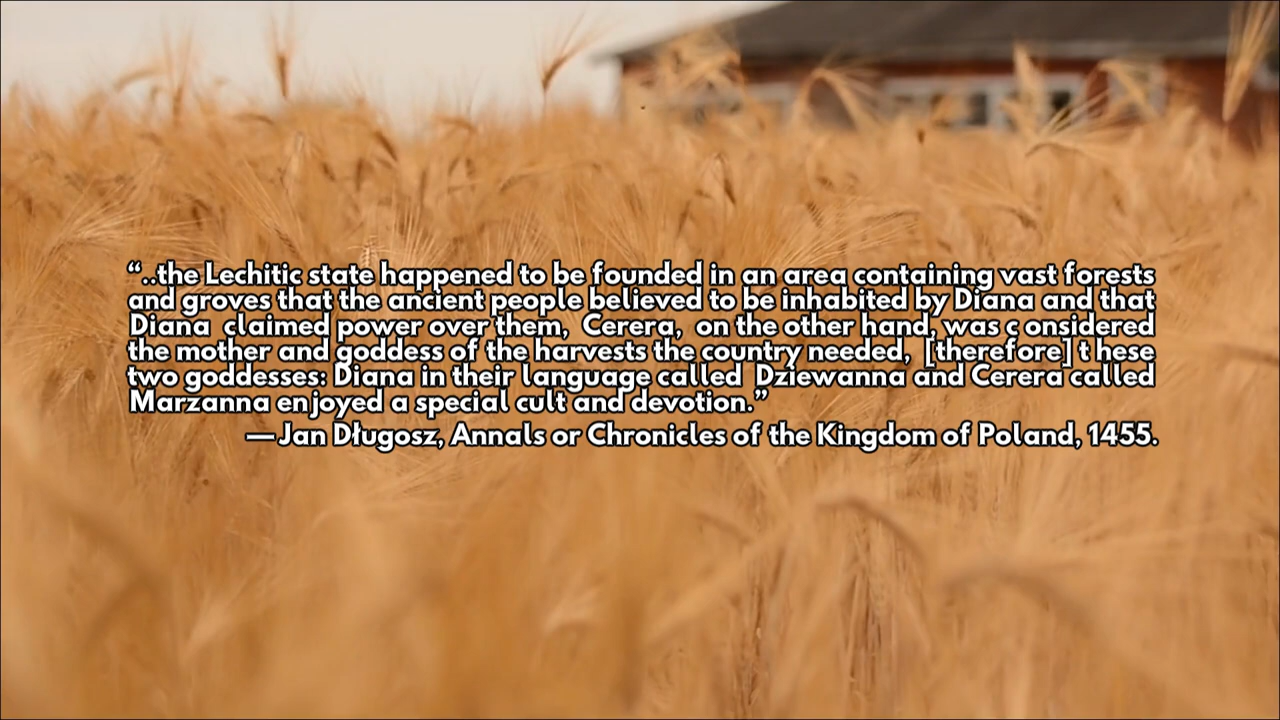 “..the Lechitic state happened to be founded in an area containing vast forests
and groves that the ancient people believed to be inhabited by Diana and that
Diana claimed power over them, Cerera, on the other hand, was c onsidered
the mother and goddess of the harvests the country needed, [therefore] t hese
two goddesses: Diana in their language called Dziewanna and Cerera called
Marzanna enjoyed a special cult and devotion.”
— Jan Długosz, Annals or Chronicles of the Kingdom of Poland, 1455.